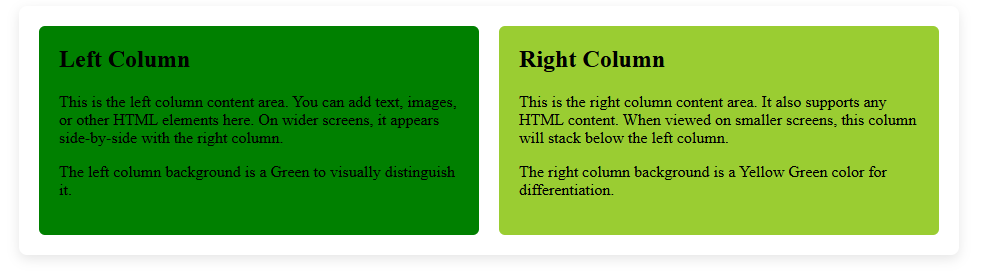 Left Column
This is the left column content area. You can add text, images,
or other HTML elements here. On wider screens, it appears
side-by-side with the right column.
The left column background is a Green to visually distinguish
it.
Right Column
This is the right column content area. It also supports any
HTML content. When viewed on smaller screens, this column
will stack below the left column.
The right column background is a Yellow Green color for
differentiation.